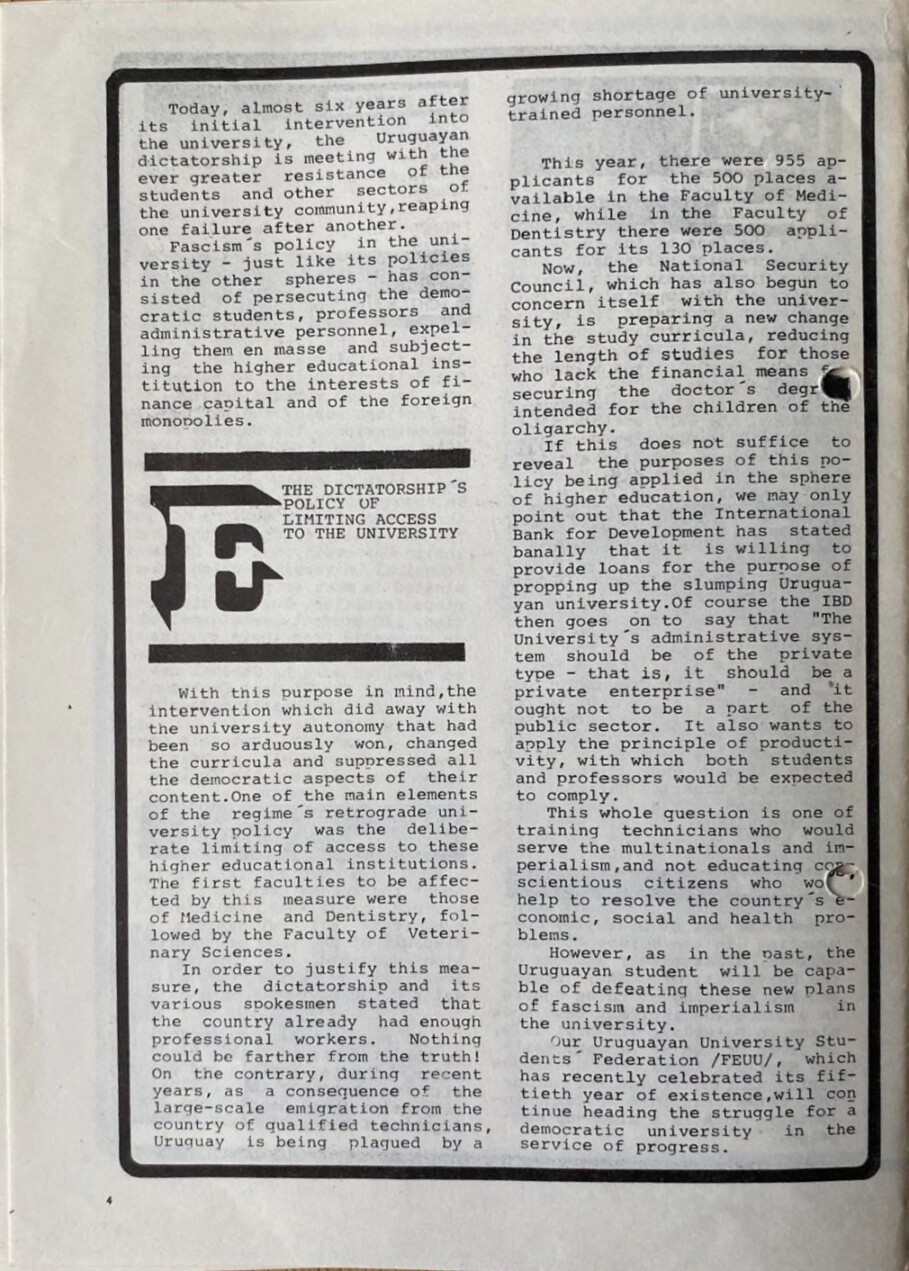 Today, almost six years after
its initial intervention into
the university, the Uruguayan
dictatorship is meeting with the
ever greater resistance of the
students and other sectors of
the university community,reaping
one failure after another.
Fascism´s policy in the uni-
versity - just like its policies
in the other spheres - has con-
sisted of persecuting the demo-
cratic students, professors and
administrative personnel, expel-
ling them en masse and subject-
ing the higher educational ins-
titution to the interests of fi-
nance capital and of the foreign
monopolies.
THE DICTATORSHIP´S
POLICY OF
LIMITING ACCESS
TO THE UNIVERSITY
With this purpose in mind,the
intervention which did away with
the university autonomy that had
been so arduously won, changed
the curricula and suppressed all
the democratic aspects of their
content.One of the main elements
of the regime´s retrograde uni-
versity policy was the delibe-
rate limiting of access to these
higher educational institutions.
The first faculties to be affec-
ted by this measure were those
of Medicine and Dentistry, fol-
lowed by the Faculty of Veteri-
nary Sciences.
In order to justify this mea-
sure, the dictatorship and its
various spokesmen stated that
the country already had enough
professional workers. Nothing
could be farther from the truth!
On the contrary, during recent
years, as a consequence of the
large-scale emigration from the
country of qualified technicians,
Uruguay is being plagued by a
growing shortage of university-
trained personnel.
This year, there were 955 ap-
plicants for the 500 places a-
vailable in the Faculty of Medi-
cine, while in the Faculty of
Dentistry there were 500 appli-
cants for its 130 places.
Now, the National Security
Council, which has also begun to
concern itself with the univer-
sity, is preparing a new change
in the study curricula, reducing
the length of studies for those
who lack the financial means
securing the doctor´s
intended for the children of the
oligarchy.
If this does not suffice to
reveal the purposes of this po-
licy being applied in the sphere
of higher education, we may only
point out that the International
Bank for Development has stated
banally that it is willing to
provide loans for the purpose of
propping up the slumping Urugua-
yan university.Of course the IBD
then goes on to say that "The
University´s administrative sys-
tem should be of the private
type - that is, it should be a
private enterprise" - and it
ought not to be a part of the
public sector. It also wants to
apply the principle of producti-
vity, with which both students
and professors would be expected
to comply.
This whole question is one of
training technicians who would
serve the multinationals and im-
perialism,and not educating
scientious citizens who
help to resolve the country´s e-
conomic, social and health pro-
blems.
However, as in the past, the
Uruguayan student will be capa-
ble of defeating these new plans
of fascism and imperialism in
the university.
Our Uruguayan University Stu-
dents´ Federation /FEUU/, which
has recently celebrated its fif-
tieth year of existence,will con
tinue heading the struggle for a
democratic university in the
service of progress.
4